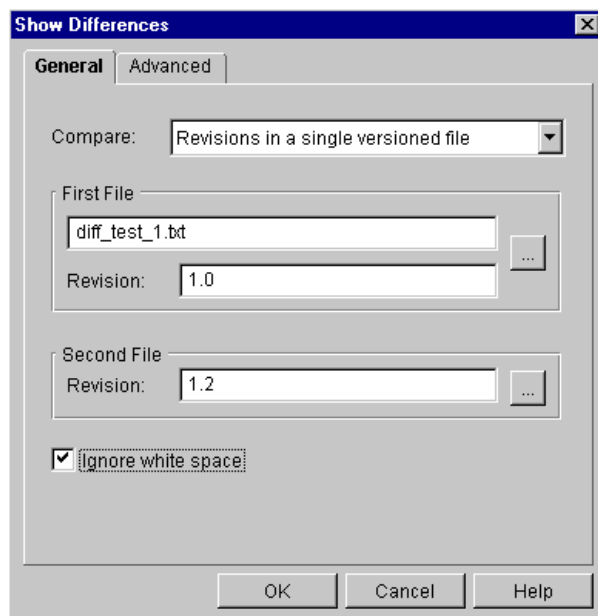 Show Differences
General Advanced
Compare: Revisions in a single versioned file
First File
diff_test_1.txt
...
Revision: 1.0
Second File
Revision: 1.2
...
Ignore white space
OK Cancel Help